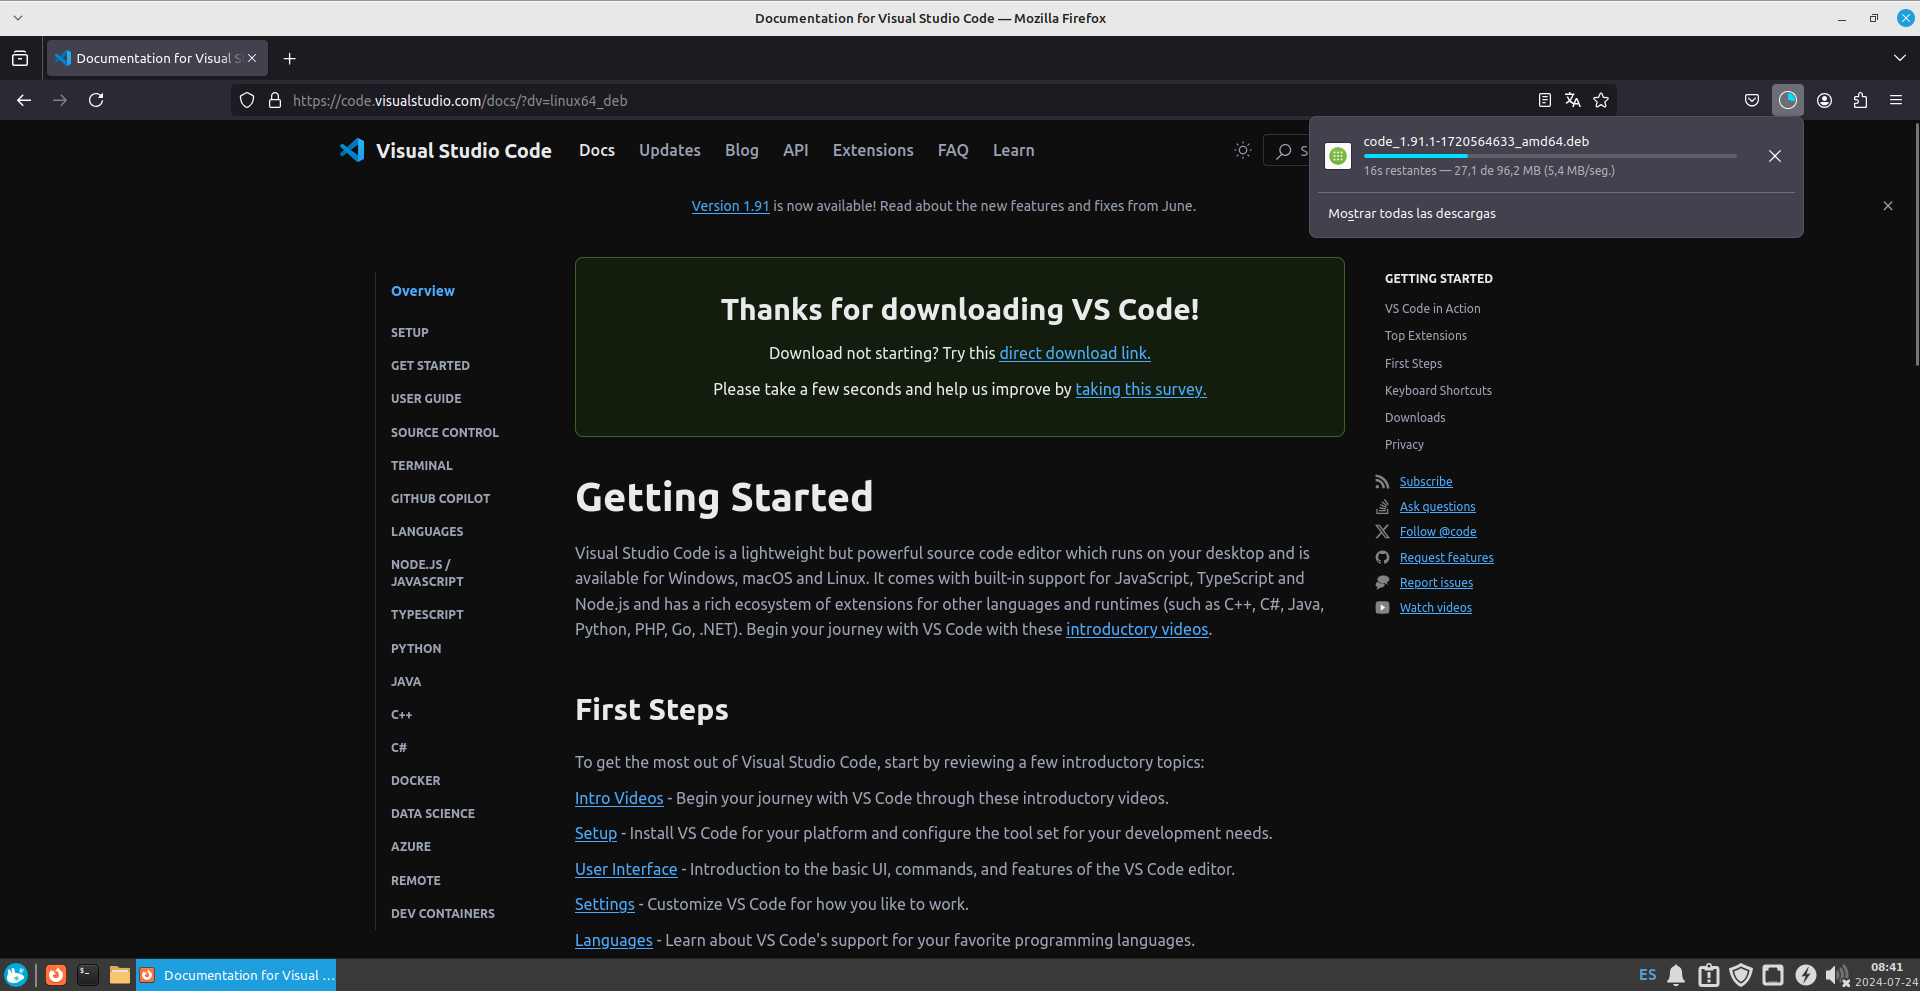 Documentation for Visual Studio Code — Mozilla Firefox
Documentation for Visual S
https://code.visualstudio.com/docs/?dv=linux64_deb
Visual Studio Code
Docs
Updates
Blog
API
Extensions
FAQ
Learn
S
code_1.91.1-1720564633_amd64.deb
16s restantes — 27,1 de 96,2 MB (5,4 MB/seg.)
Mostrar todas las descargas
Version 1.91 is now available! Read about the new features and fixes from June.
Overview
SETUP
GET STARTED
USER GUIDE
SOURCE CONTROL
TERMINAL
GITHUB COPILOT
LANGUAGES
NODE.JS /
JAVASCRIPT
TYPESCRIPT
PYTHON
JAVA
C++
C#
DOCKER
DATA SCIENCE
AZURE
REMOTE
DEV CONTAINERS
Thanks for downloading VS Code!
Download not starting? Try this direct download link.
Please take a few seconds and help us improve by taking this survey.
Getting Started
Visual Studio Code is a lightweight but powerful source code editor which runs on your desktop and is
available for Windows, macOS and Linux. It comes with built-in support for JavaScript, TypeScript and
Node.js and has a rich ecosystem of extensions for other languages and runtimes (such as C++, C#, Java,
Python, PHP, Go, .NET). Begin your journey with VS Code with these introductory videos.
First Steps
To get the most out of Visual Studio Code, start by reviewing a few introductory topics:
Intro Videos - Begin your journey with VS Code through these introductory videos.
Setup - Install VS Code for your platform and configure the tool set for your development needs.
User Interface - Introduction to the basic UI, commands, and features of the VS Code editor.
Settings - Customize VS Code for how you like to work.
Languages - Learn about VS Code's support for your favorite programming languages.
GETTING STARTED
VS Code in Action
Top Extensions
First Steps
Keyboard Shortcuts
Downloads
Privacy
Subscribe
Ask questions
Follow @code
Request features
Report issues
Watch videos
Documentation for Visual ...
ES
08:41
2024-07-24